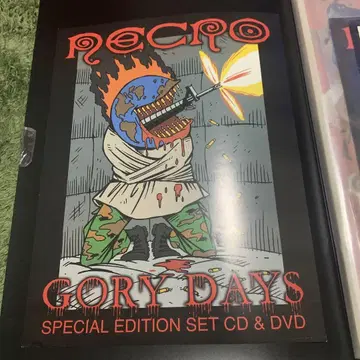 NECRO
GORY DAYS
SPECIAL EDITION SET CD & DVD